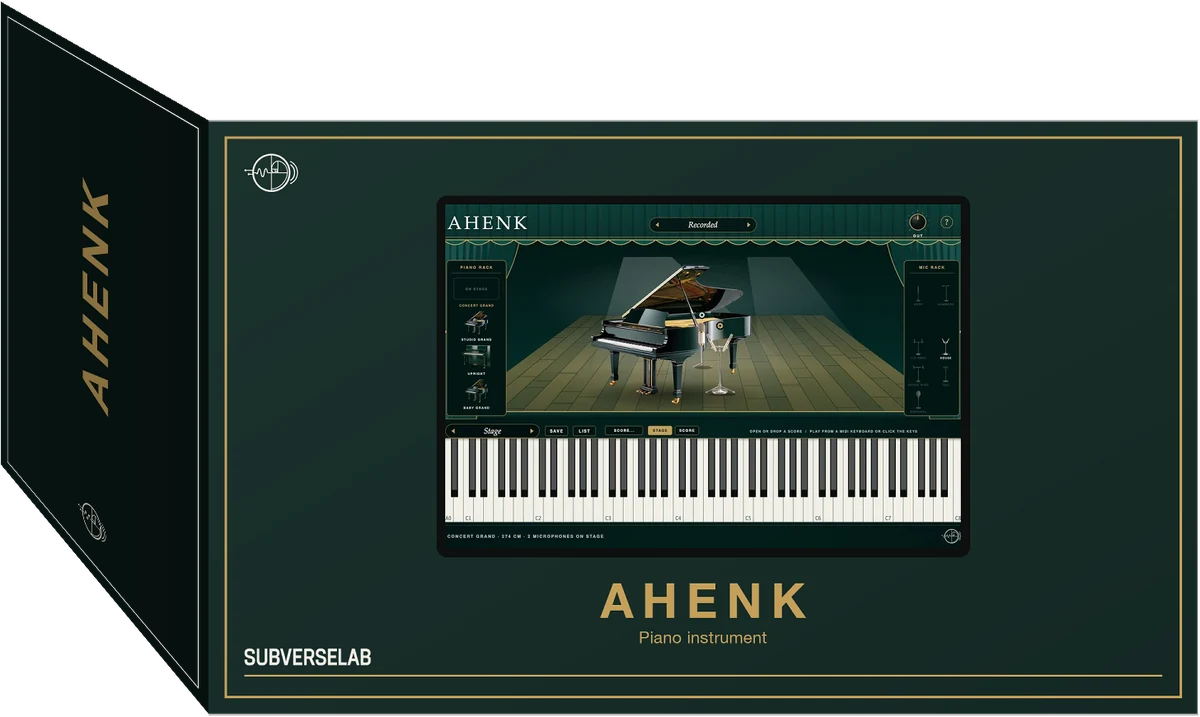 AHENK
AHENK
Recorded
OUT
?
PIANO RACK
ON STAGE
CONCERT GRAND
STUDIO GRAND
UPRIGHT
BABY GRAND
MIC RACK
HOUSE
Stage
SAVE
LIST
SCORE...
STAGE
SCORE
OPEN OR DROP A SCORE / PLAY FROM A MIDI KEYBOARD OR CLICK THE KEYS
A0 C1 C2 C3 C4 C5 C6 C7 C8
CONCERT GRAND · 274 CM · 2 MICROPHONES ON STAGE
AHENK
Piano instrument
SUBVERSELAB